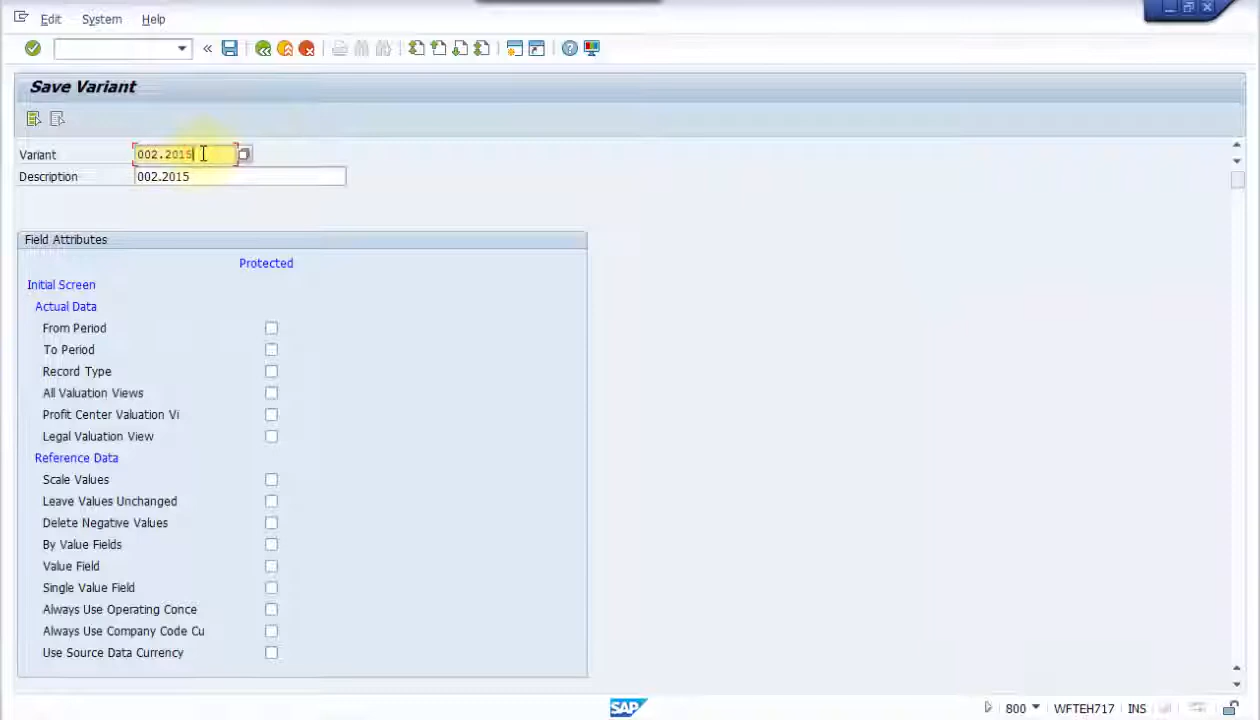 Edit System Help
Save Variant
Variant 002.2015
Description 002.2015
Field Attributes
Protected
Initial Screen
Actual Data
From Period
To Period
Record Type
All Valuation Views
Profit Center Valuation Vi
Legal Valuation View
Reference Data
Scale Values
Leave Values Unchanged
Delete Negative Values
By Value Fields
Value Field
Single Value Field
Always Use Operating Conce
Always Use Company Code Cu
Use Source Data Currency
SAP 800 WFTEH717 INS